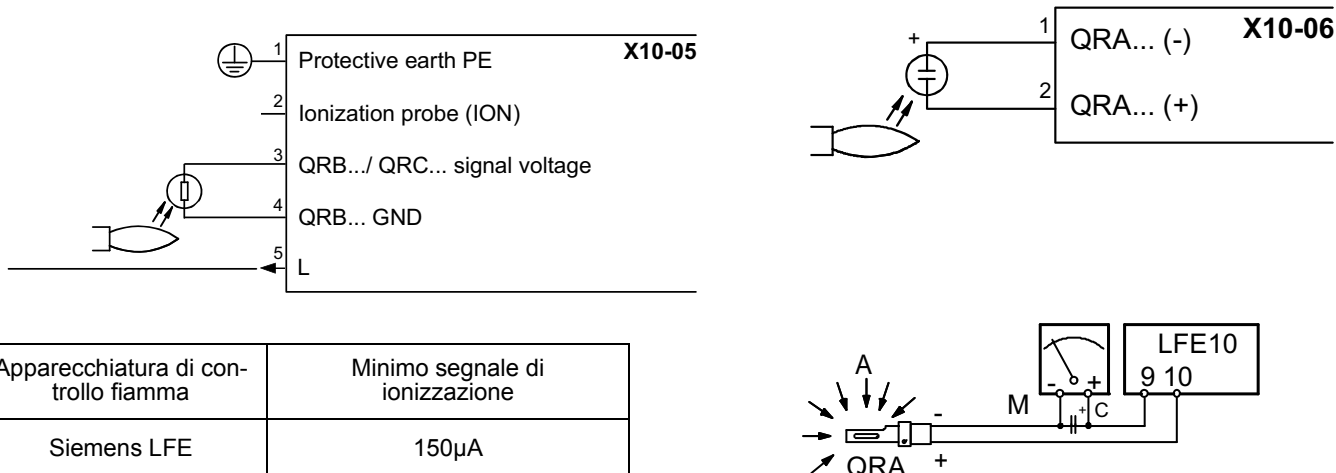 X10-05
1 Protective earth PE
2 Ionization probe (ION)
3 QRB.../ QRC... signal voltage
4 QRB... GND
5 L
X10-06
+
1 QRA... (-)
2 QRA... (+)
Apparecchiatura di con-
trollo fiamma
Minimo segnale di
ionizzazione
Siemens LFE
150µA
LFE10
- +
9 10
A
M
+ C
-
QRA +